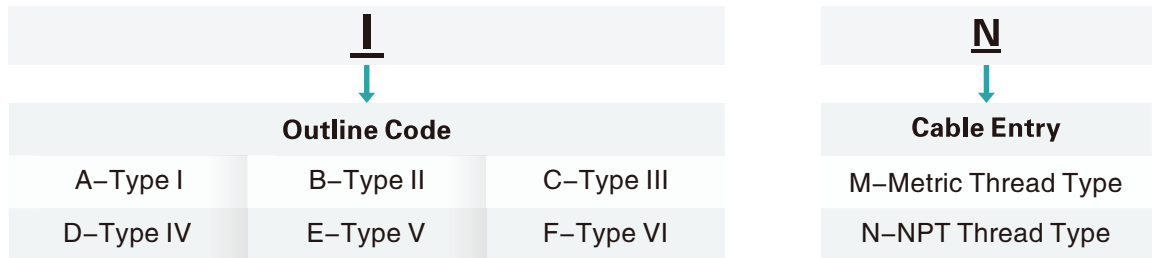 I N
Outline Code Cable Entry
A–Type I B–Type II C–Type III M–Metric Thread Type
D–Type IV E–Type V F–Type VI N–NPT Thread Type